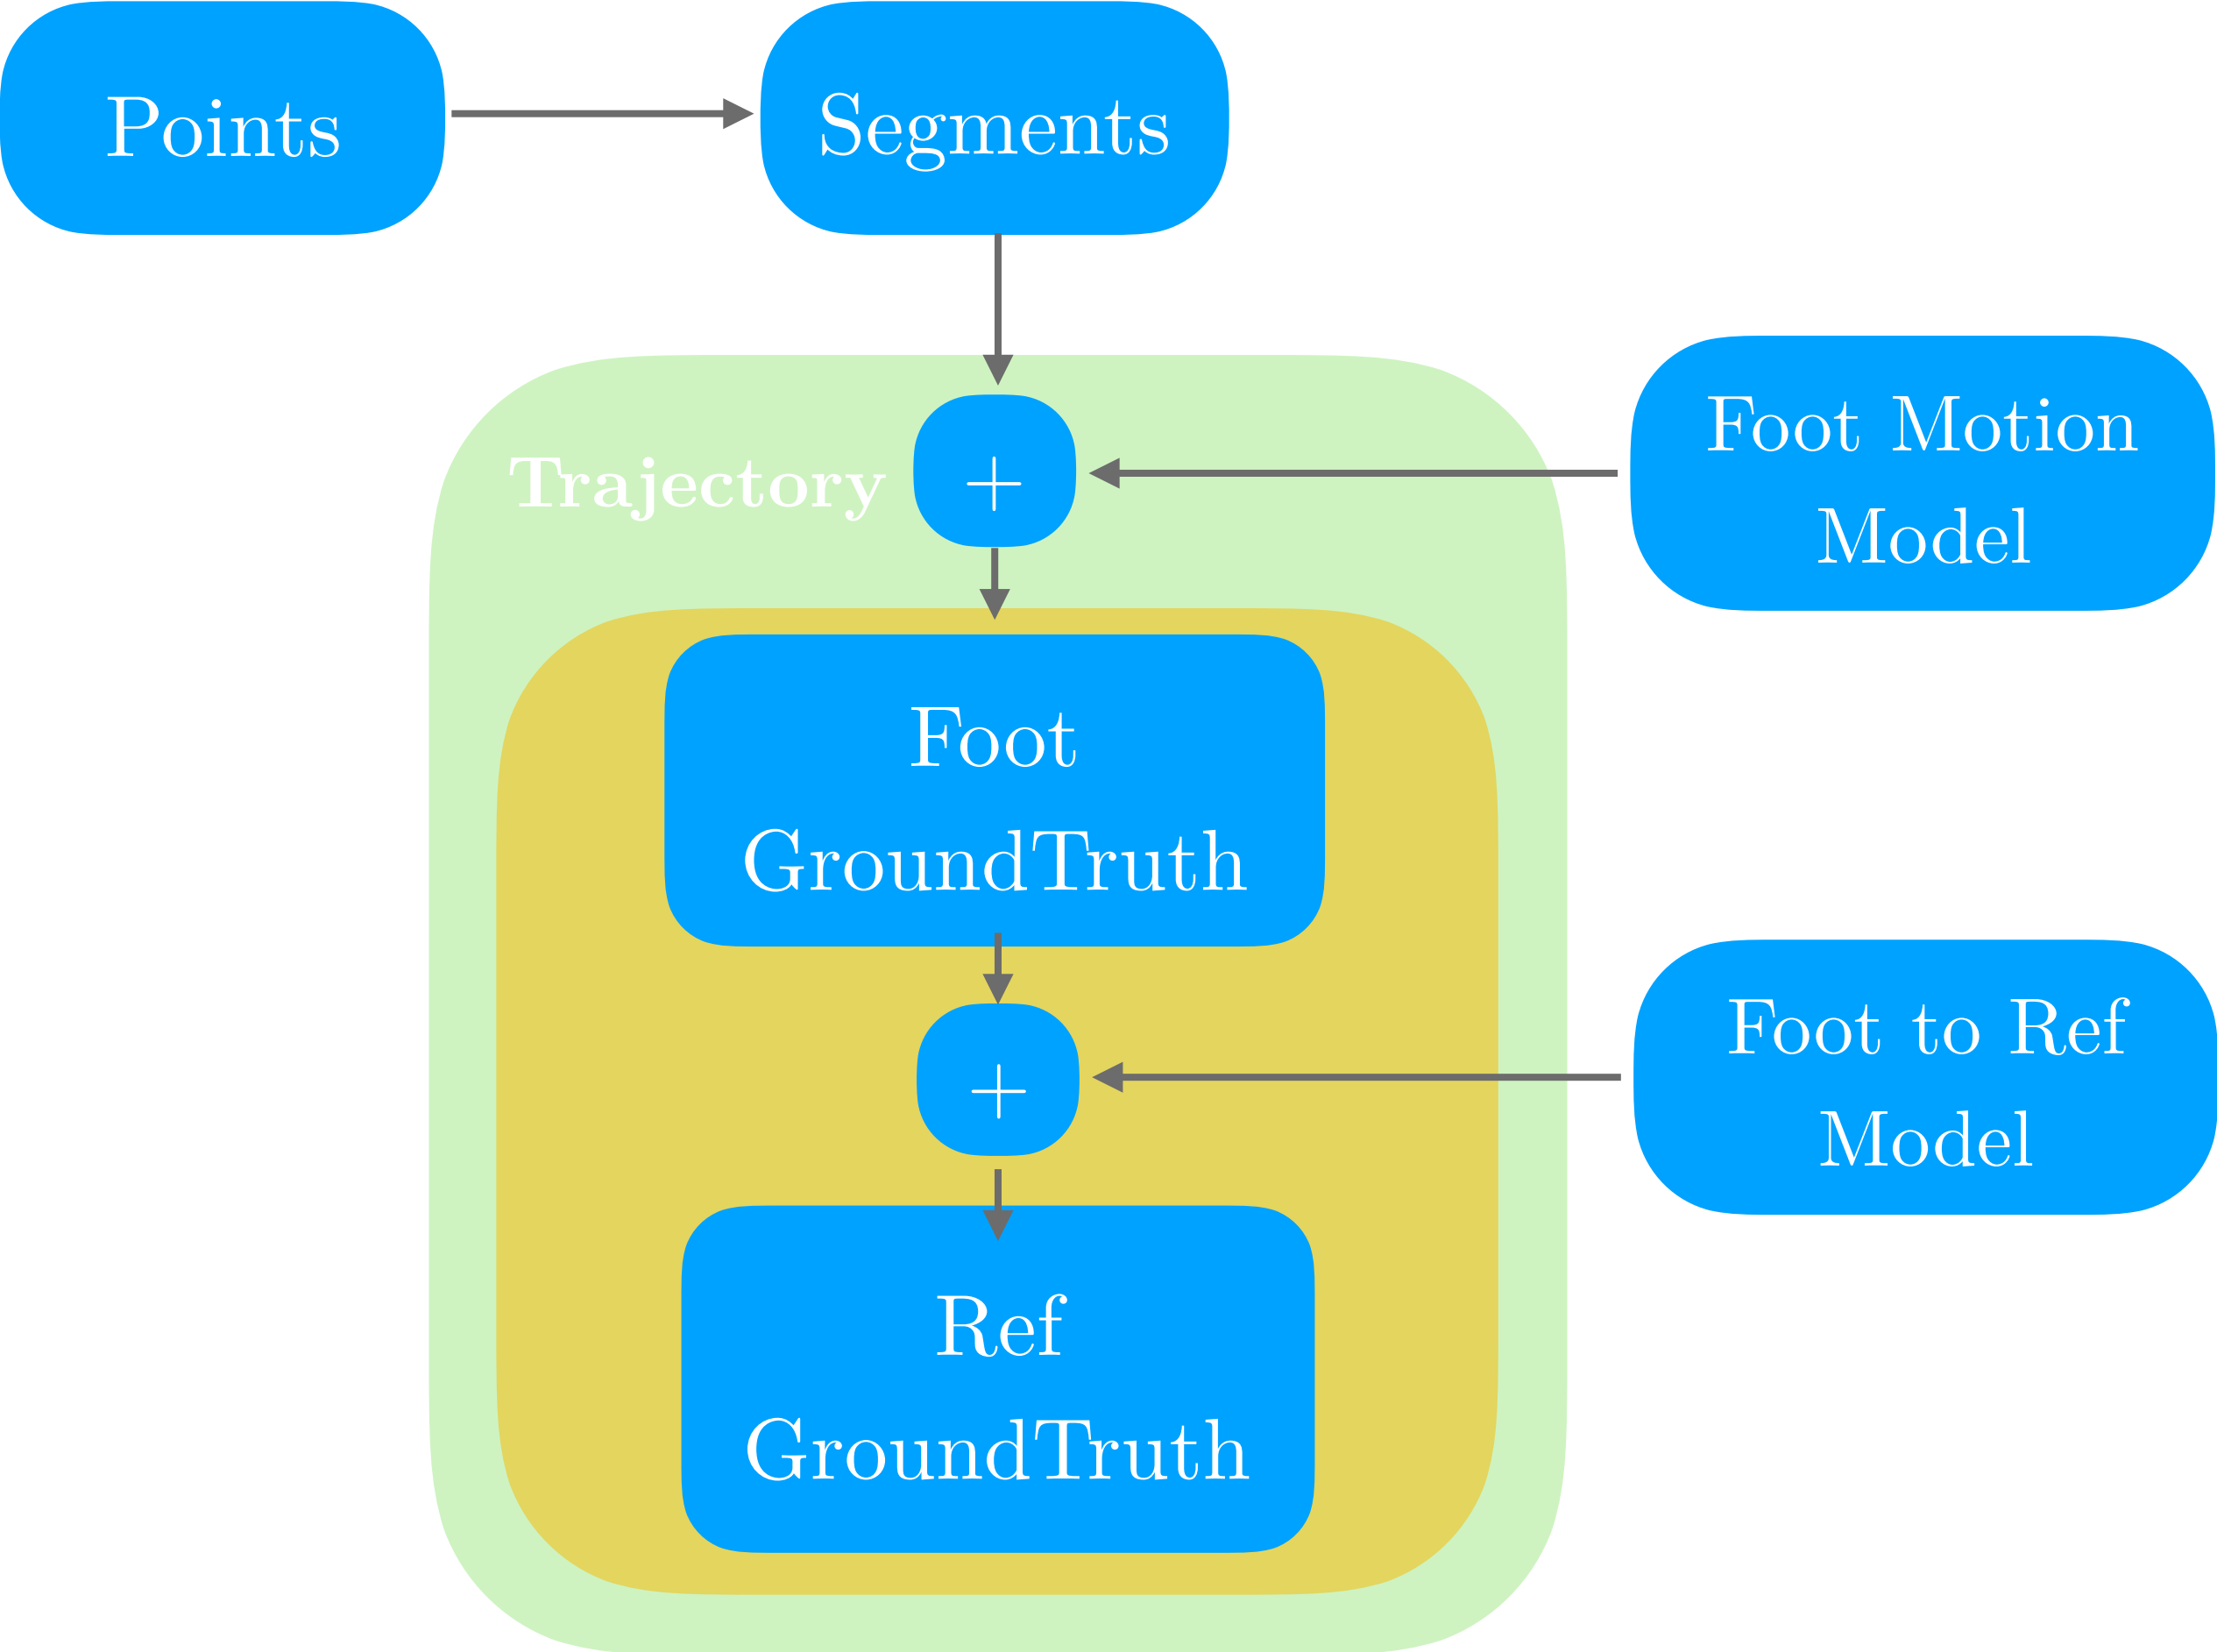 Points
Segments
Trajectory
+
Foot Motion
Model
Foot
GroundTruth
+
Foot to Ref
Model
Ref
GroundTruth